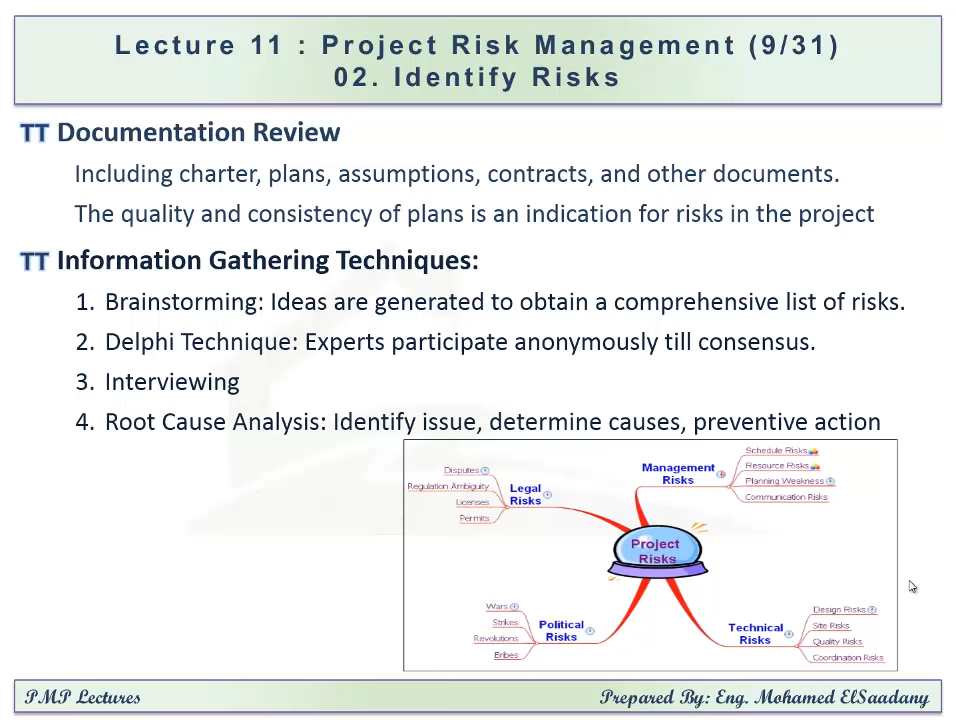 Lecture 11 : Project Risk Management (9/31)
02. Identify Risks
TT Documentation Review
Including charter, plans, assumptions, contracts, and other documents.
The quality and consistency of plans is an indication for risks in the project
TT Information Gathering Techniques:
1. Brainstorming: Ideas are generated to obtain a comprehensive list of risks.
2. Delphi Technique: Experts participate anonymously till consensus.
3. Interviewing
4. Root Cause Analysis: Identify issue, determine causes, preventive action
Legal
Risks
Disputes
Regulation Ambiguity
Licenses
Permits
Management
Risks
Schedule Risks
Resource Risks
Planning Weakness
Communication Risks
Project
Risks
Political
Risks
Wars
Strikes
Revolutions
Bribes
Technical
Risks
Design Risks
Site Risks
Quality Risks
Coordination Risks
PMP Lectures
Prepared By: Eng. Mohamed ElSaadany